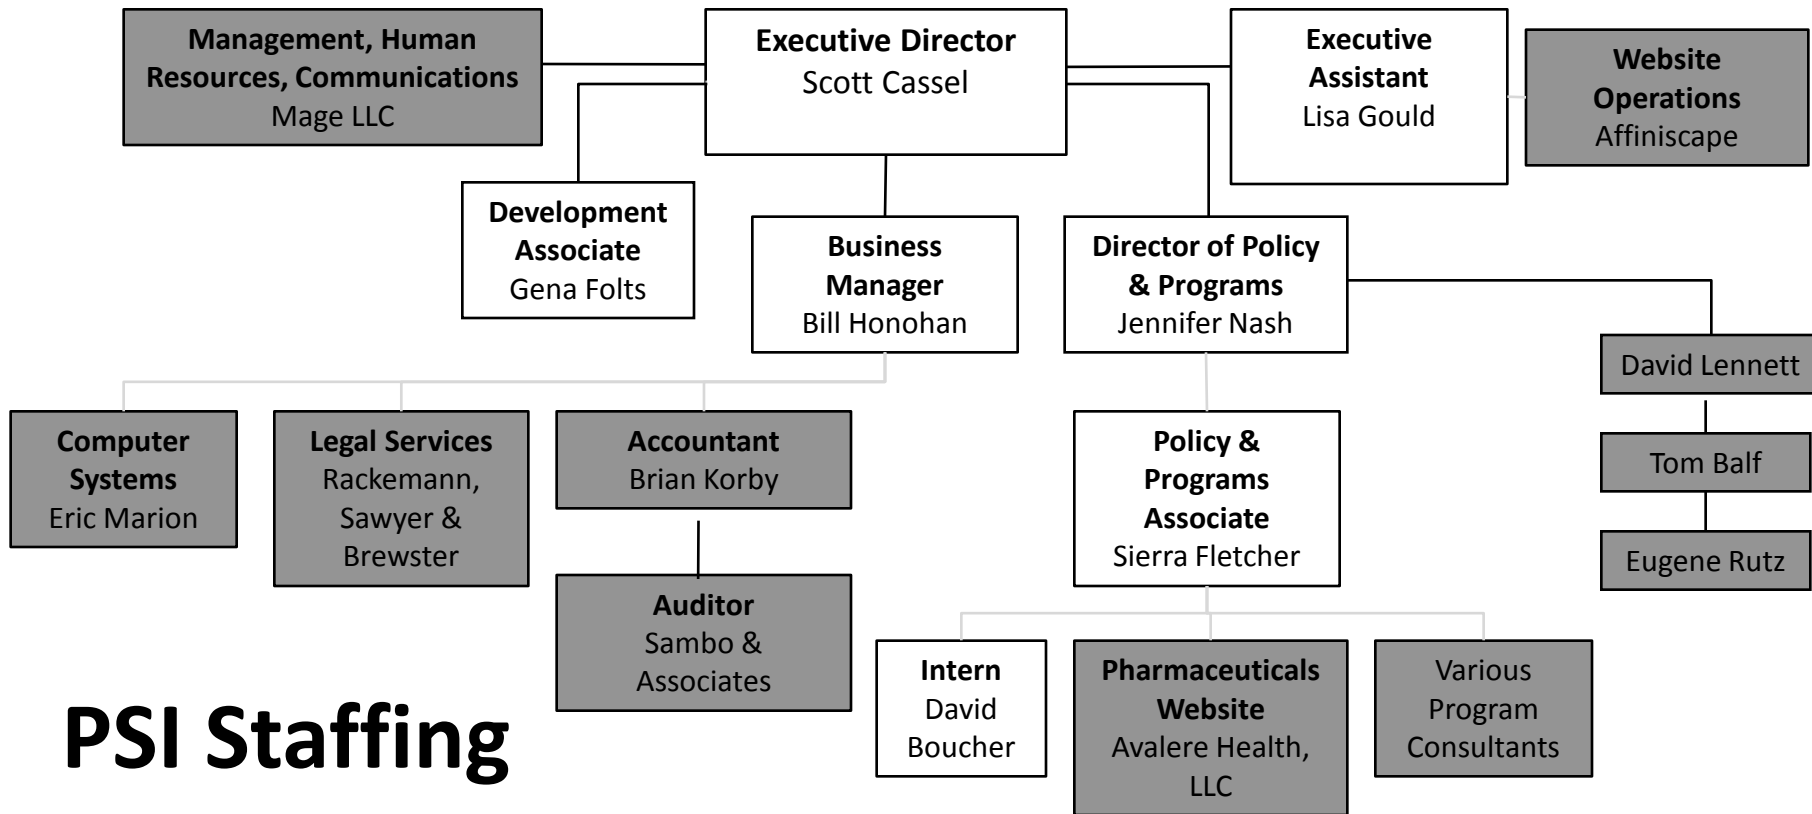 Management, Human
Resources, Communications
Mage LLC
Executive Director
Scott Cassel
Executive
Assistant
Lisa Gould
Website
Operations
Affiniscape
Development
Associate
Gena Folts
Business
Manager
Bill Honohan
Director of Policy
& Programs
Jennifer Nash
David Lennett
Tom Balf
Eugene Rutz
Computer
Systems
Eric Marion
Legal Services
Rackemann,
Sawyer &
Brewster
Accountant
Brian Korby
Auditor
Sambo &
Associates
Policy &
Programs
Associate
Sierra Fletcher
Intern
David
Boucher
Pharmaceuticals
Website
Avalere Health,
LLC
Various
Program
Consultants
PSI Staffing